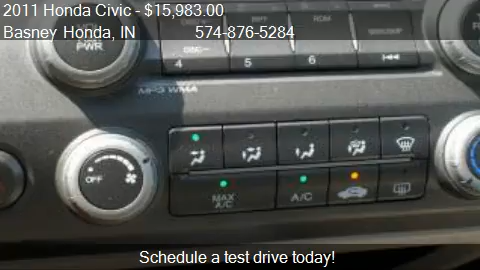 2011 Honda Civic - $15,983.00
Basney Honda, IN 574-876-5284
VOL
PWR
4 5 6
MP3 WMA
OFF
MAX A/C
A/C
Schedule a test drive today!